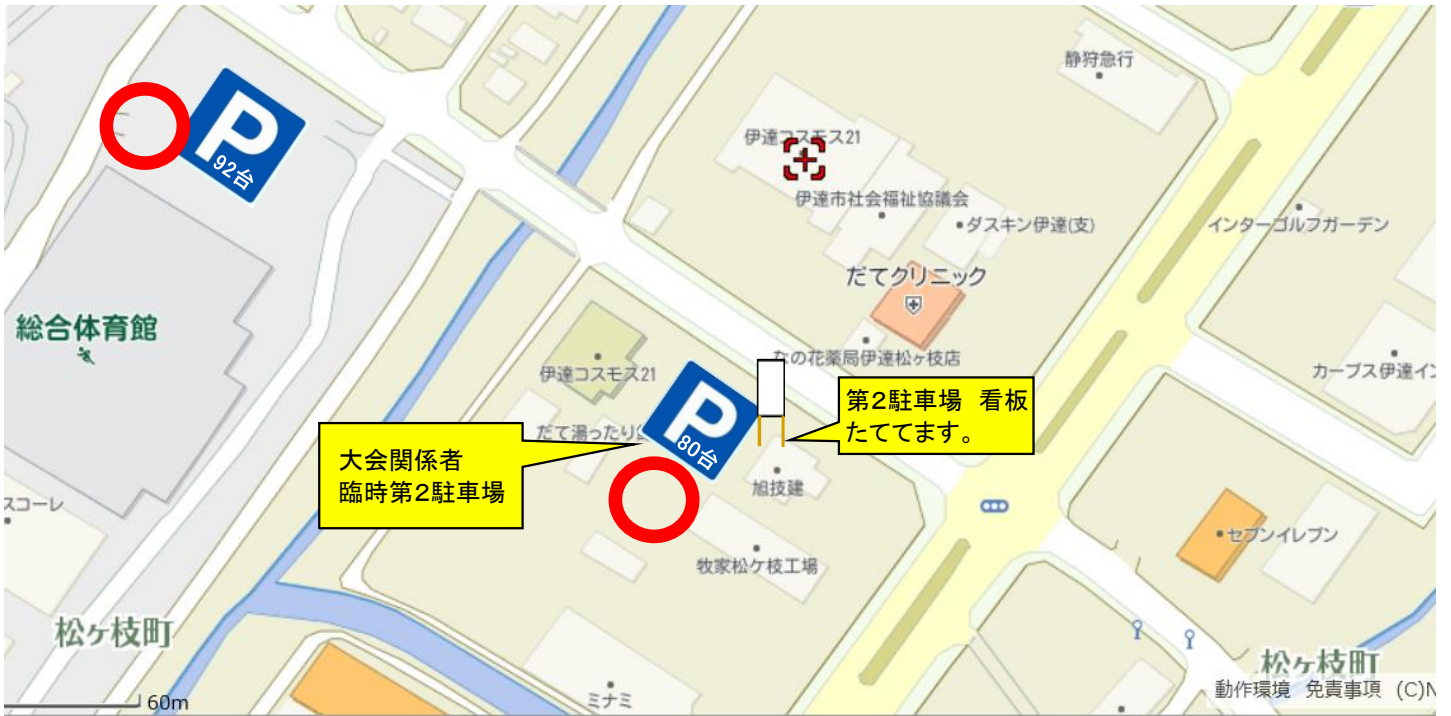 静狩急行
P
92台
伊達コスモス21
伊達市社会福祉協議会
ダスキン伊達(支)
インターゴルフガーデン
だてクリニック
総合体育館
なの花薬局伊達松ヶ枝店
伊達コスモス21
カーブス伊達イン
P
80台
第2駐車場 看板
たててます。
だて湯ったり
大会関係者
臨時第2駐車場
旭技建
スコーレ
セブンイレブン
牧家松ケ枝工場
松ヶ枝町
松ヶ枝町
動作環境 免責事項 (C)N
60m
ミナミ